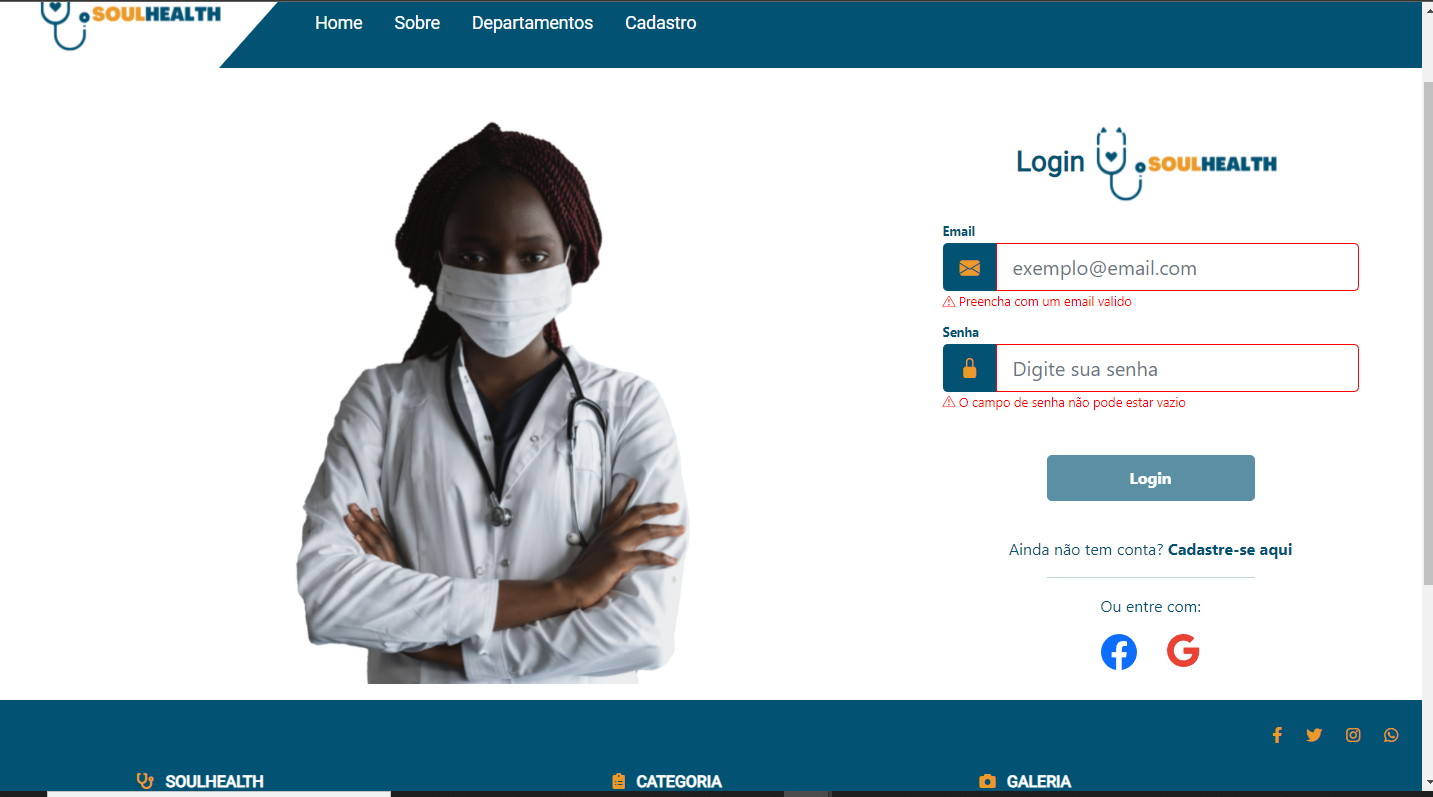 SOULHEALTH
Home Sobre Departamentos Cadastro
Login SOULHEALTH
Email
exemplo@email.com
Preencha com um email valido
Senha
Digite sua senha
O campo de senha não pode estar vazio
Login
Ainda não tem conta? Cadastre-se aqui
Ou entre com:
SOULHEALTH CATEGORIA GALERIA